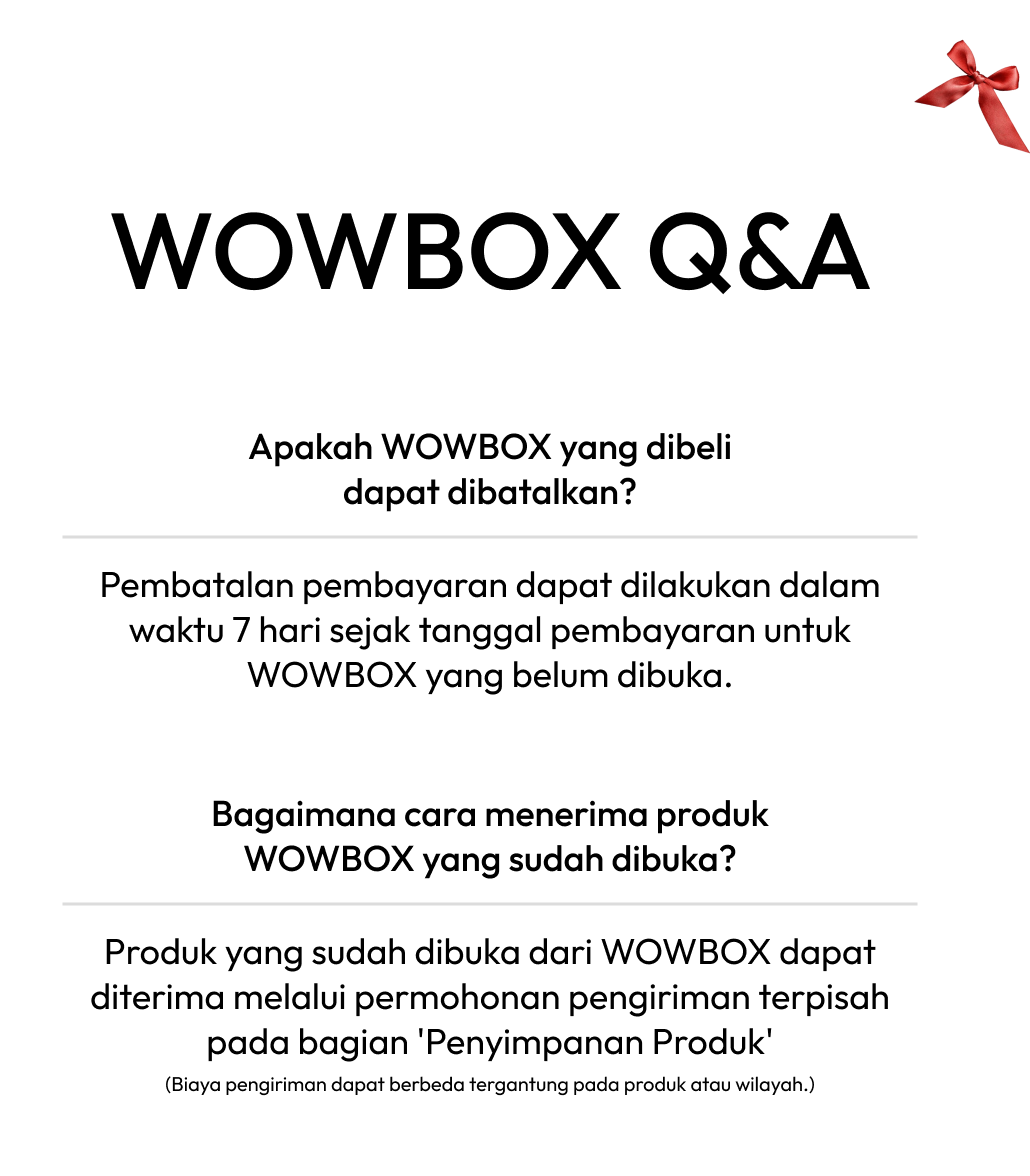 WOWBOX Q&A
Apakah WOWBOX yang dibeli
dapat dibatalkan?
Pembatalan pembayaran dapat dilakukan dalam
waktu 7 hari sejak tanggal pembayaran untuk
WOWBOX yang belum dibuka.
Bagaimana cara menerima produk
WOWBOX yang sudah dibuka?
Produk yang sudah dibuka dari WOWBOX dapat
diterima melalui permohonan pengiriman terpisah
pada bagian 'Penyimpanan Produk'
(Biaya pengiriman dapat berbeda tergantung pada produk atau wilayah.)